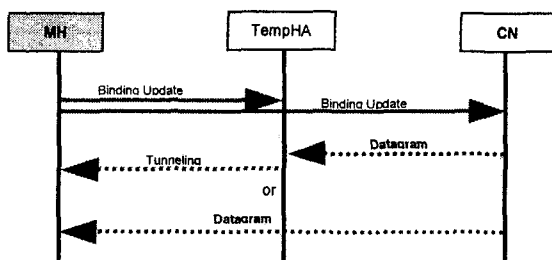 MH TempHA CN
Binding Update
Binding Update
Datagram
Tunneling
or
Datagram